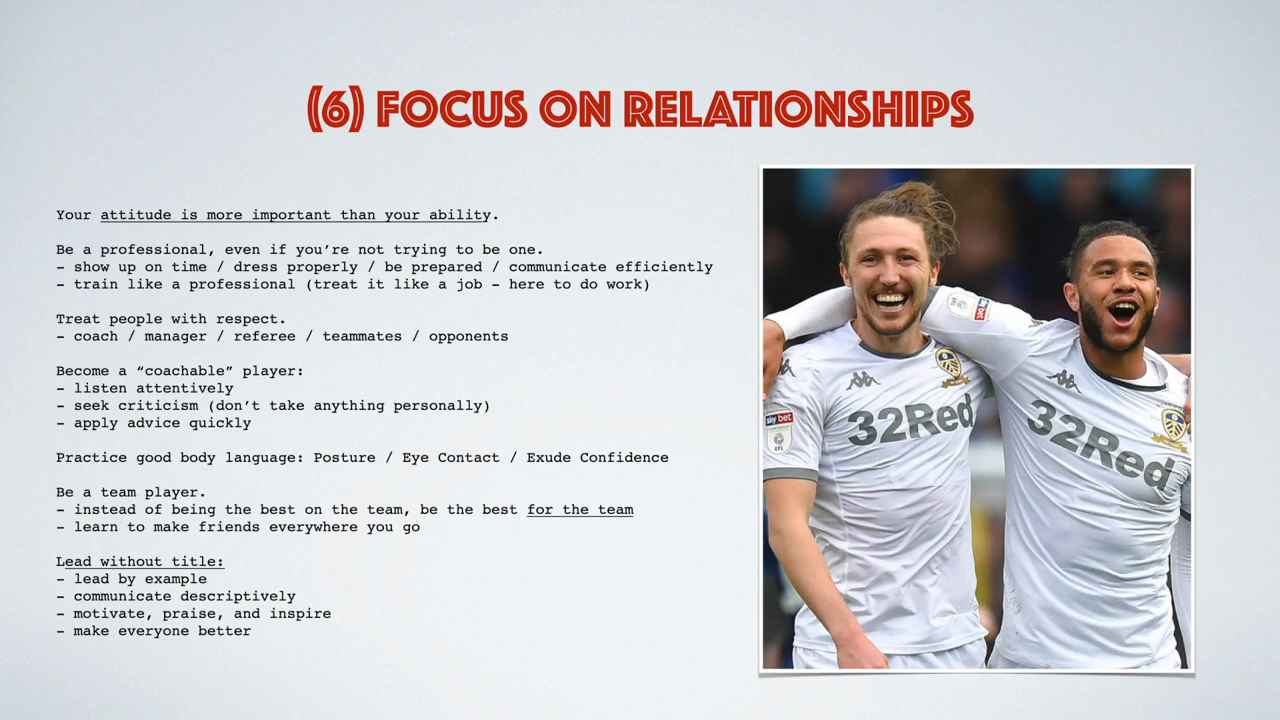 (6) FOCUS ON RELATIONSHIPS
Your attitude is more important than your ability.
Be a professional, even if you’re not trying to be one.
- show up on time / dress properly / be prepared / communicate efficiently
- train like a professional (treat it like a job - here to do work)
Treat people with respect.
- coach / manager / referee / teammates / opponents
Become a “coachable” player:
- listen attentively
- seek criticism (don’t take anything personally)
- apply advice quickly
Practice good body language: Posture / Eye Contact / Exude Confidence
Be a team player.
- instead of being the best on the team, be the best for the team
- learn to make friends everywhere you go
Lead without title:
- lead by example
- communicate descriptively
- motivate, praise, and inspire
- make everyone better
32Red
32Red
sky bet
EFL